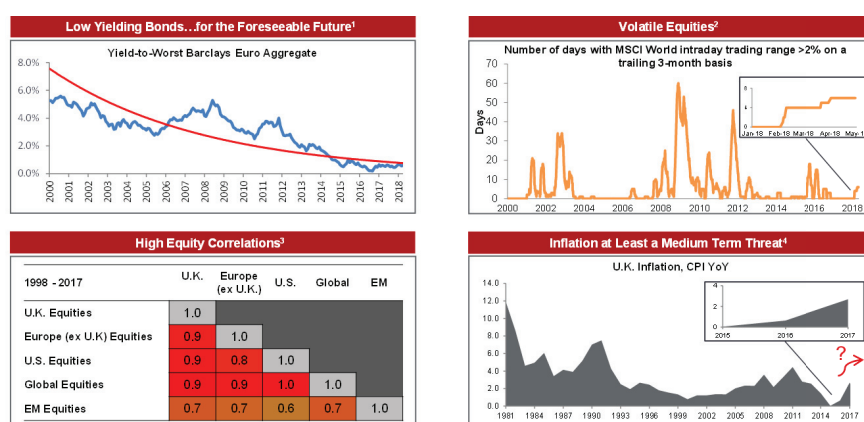 Low Yielding Bonds…for the Foreseeable Future¹
Yield-to-Worst Barclays Euro Aggregate
8.0%
6.0%
4.0%
2.0%
0.0%
2000 2001 2002 2003 2004 2005 2006 2007 2008 2009 2010 2011 2012 2013 2014 2015 2016 2017 2018
Volatile Equities²
Number of days with MSCI World intraday trading range >2% on a
trailing 3-month basis
Days
70
60
50
40
30
20
10
0
2000 2002 2004 2006 2008 2010 2012 2014 2016 2018
8
4
0
Jan-18 Feb-18 Mar-18 Apr-18 May-1
High Equity Correlations³
1998 - 2017 U.K. Europe (ex U.K.) U.S. Global EM
U.K. Equities 1.0
Europe (ex U.K) Equities 0.9 1.0
U.S. Equities 0.9 0.8 1.0
Global Equities 0.9 0.9 1.0 1.0
EM Equities 0.7 0.7 0.6 0.7 1.0
Inflation at Least a Medium Term Threat⁴
U.K. Inflation, CPI YoY
14.0
12.0
10.0
8.0
6.0
4.0
2.0
0.0
1981 1984 1987 1990 1993 1996 1999 2002 2005 2008 2011 2014 2017
4
2
0
2015 2016 2017
?